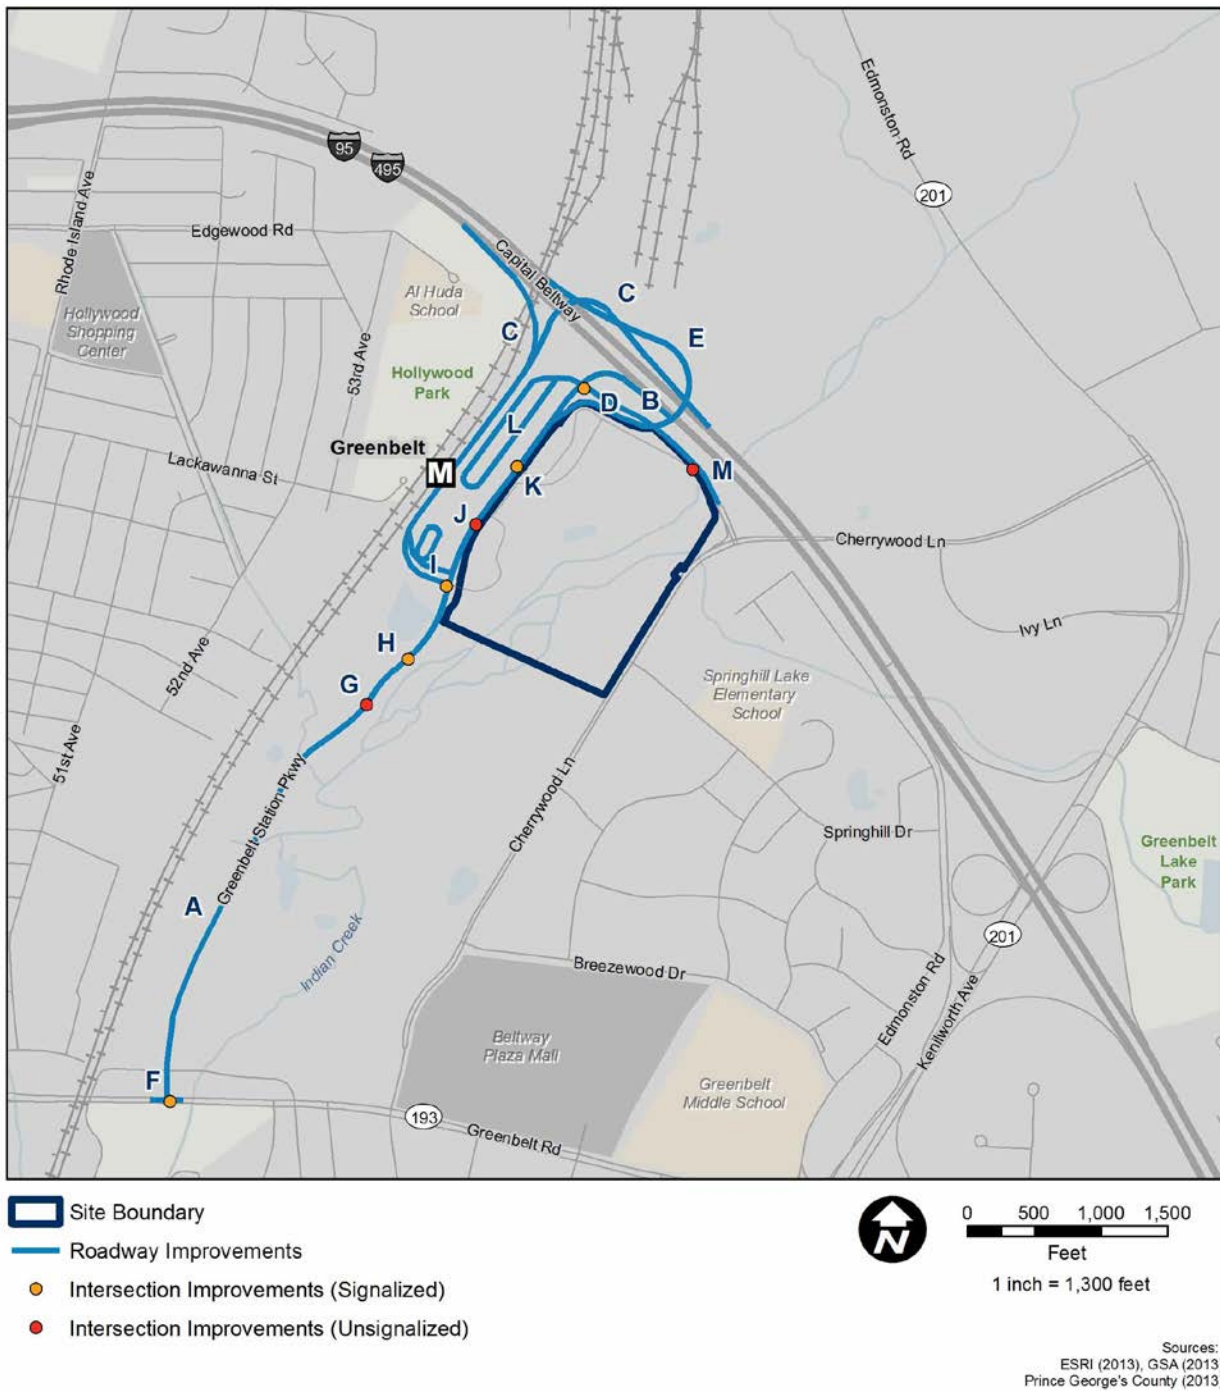 Edmonston Rd
95
495
201
Rhode Island Ave
Edgewood Rd
Capital Beltway
Al Huda
School
C
Hollywood
Shopping
Center
53rd Ave
C
E
Hollywood
Park
B
D
L
Greenbelt
M
Lackawanna St
K
M
J
Cherrywood Ln
I
Ivy Ln
H
52nd Ave
G
Springhill Lake
Elementary
School
51st Ave
Greenbelt Station Pkwy
Cherrywood Ln
Springhill Dr
Greenbelt
Lake
Park
A
Indian Creek
201
Breezewood Dr
Edmonston Rd
Kenilworth Ave
Beltway
Plaza Mall
F
Greenbelt
Middle School
193
Greenbelt Rd
Site Boundary
Roadway Improvements
Intersection Improvements (Signalized)
Intersection Improvements (Unsignalized)
N
0 500 1,000 1,500
Feet
1 inch = 1,300 feet
Sources:
ESRI (2013), GSA (2013
Prince George's County (2013